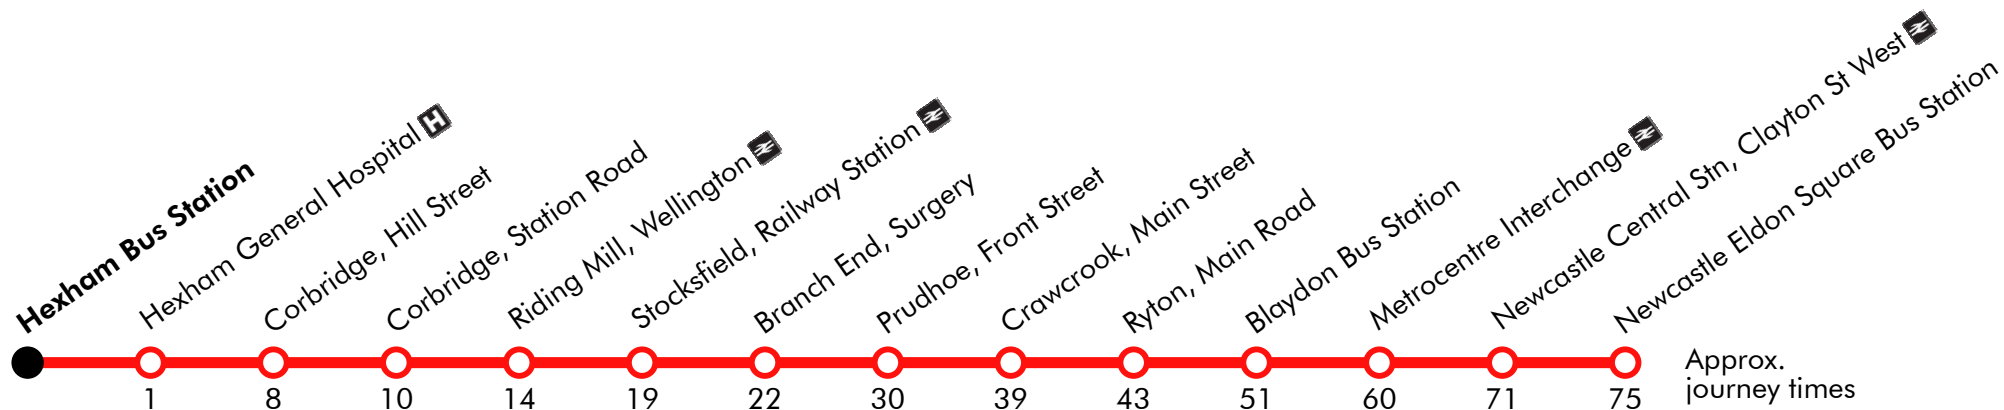 Hexham Bus Station
Hexham General Hospital H
Corbridge, Hill Street
Corbridge, Station Road
Riding Mill, Wellington
Stocksfield, Railway Station
Branch End, Surgery
Prudhoe, Front Street
Crawcrook, Main Street
Ryton, Main Road
Blaydon Bus Station
Metrocentre Interchange
Newcastle Central Stn, Clayton St West
Newcastle Eldon Square Bus Station
1 8 10 14 19 22 30 39 43 51 60 71 75
Approx.
journey times